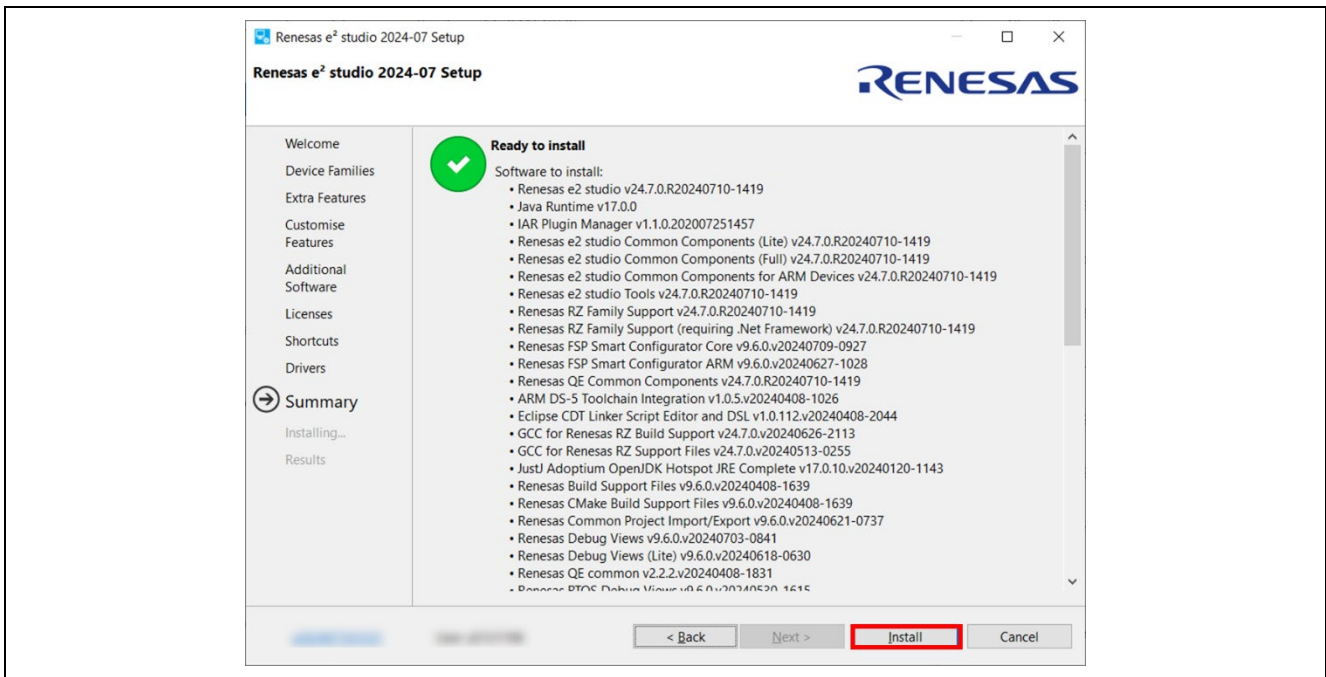 Renesas e² studio 2024-07 Setup
Renesas e² studio 2024-07 Setup
RENESAS
Welcome
Device Families
Extra Features
Customise
Features
Additional
Software
Licenses
Shortcuts
Drivers
Summary
Installing...
Results
Ready to install
Software to install:
• Renesas e2 studio v24.7.0.R20240710-1419
• Java Runtime v17.0.0
• IAR Plugin Manager v1.1.0.202007251457
• Renesas e2 studio Common Components (Lite) v24.7.0.R20240710-1419
• Renesas e2 studio Common Components (Full) v24.7.0.R20240710-1419
• Renesas e2 studio Common Components for ARM Devices v24.7.0.R20240710-1419
• Renesas e2 studio Tools v24.7.0.R20240710-1419
• Renesas RZ Family Support v24.7.0.R20240710-1419
• Renesas RZ Family Support (requiring .Net Framework) v24.7.0.R20240710-1419
• Renesas FSP Smart Configurator Core v9.6.0.v20240709-0927
• Renesas FSP Smart Configurator ARM v9.6.0.v20240627-1028
• Renesas QE Common Components v24.7.0.R20240710-1419
• ARM DS-5 Toolchain Integration v1.0.5.v20240408-1026
• Eclipse CDT Linker Script Editor and DSL v1.0.112.v20240408-2044
• GCC for Renesas RZ Build Support v24.7.0.v20240626-2113
• GCC for Renesas RZ Support Files v24.7.0.v20240513-0255
• JustJ Adoptium OpenJDK Hotspot JRE Complete v17.0.10.v20240120-1143
• Renesas Build Support Files v9.6.0.v20240408-1639
• Renesas CMake Build Support Files v9.6.0.v20240408-1639
• Renesas Common Project Import/Export v9.6.0.v20240621-0737
• Renesas Debug Views v9.6.0.v20240703-0841
• Renesas Debug Views (Lite) v9.6.0.v20240618-0630
• Renesas QE common v2.2.2.v20240408-1831
• Renesas RTOS Debug Views v9.6.0.v20240530-1615
< Back
Next >
Install
Cancel